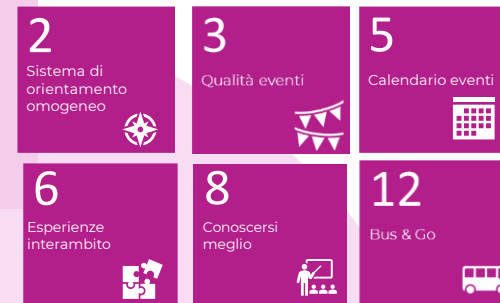 2
Sistema di
orientamento
omogeneo
3
Qualità eventi
5
Calendario eventi
6
Esperienze
interambito
8
Conoscersi
meglio
12
Bus & Go